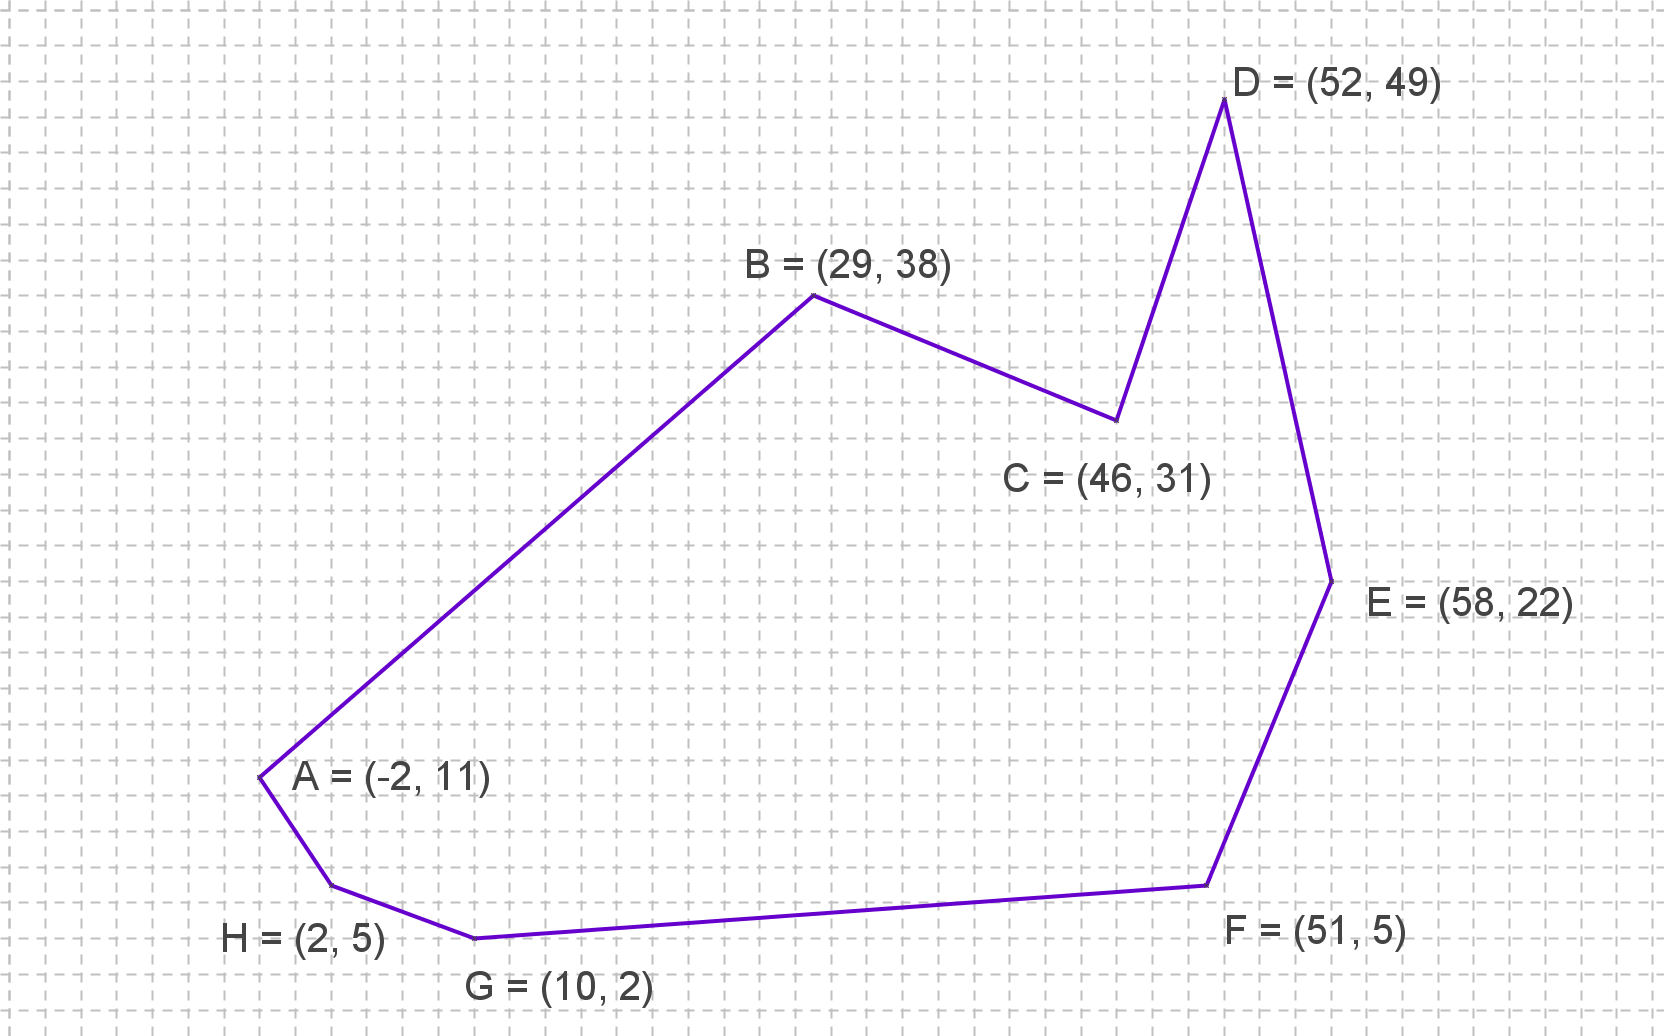 D = (52, 49)
B = (29, 38)
C = (46, 31)
E = (58, 22)
A = (-2, 11)
F = (51, 5)
H = (2, 5)
G = (10, 2)